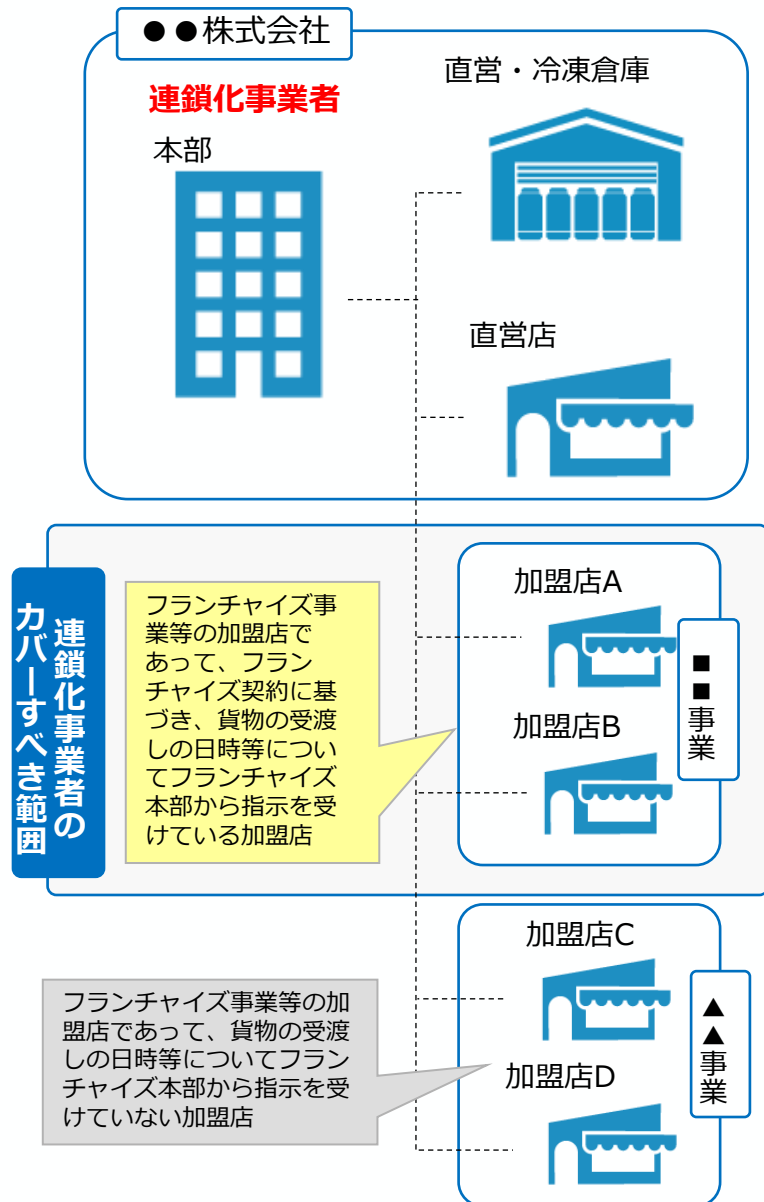 ●●株式会社
連鎖化事業者
本部
直営・冷凍倉庫
直営店
連鎖化事業者の
カバーすべき範囲
フランチャイズ事
業等の加盟店で
あって、フラン
チャイズ契約に基
づき、貨物の受渡
しの日時等につい
てフランチャイズ
本部から指示を受
けている加盟店
加盟店A
加盟店B
■■事業
フランチャイズ事業等の加
盟店であって、貨物の受渡
しの日時等についてフラン
チャイズ本部から指示を受
けていない加盟店
加盟店C
加盟店D
▲▲事業